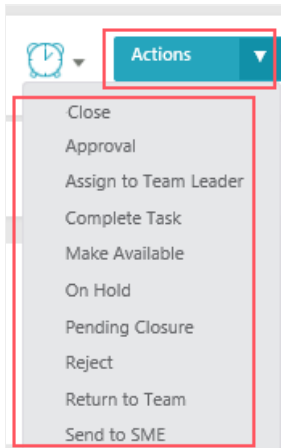 Actions
Close
Approval
Assign to Team Leader
Complete Task
Make Available
On Hold
Pending Closure
Reject
Return to Team
Send to SME